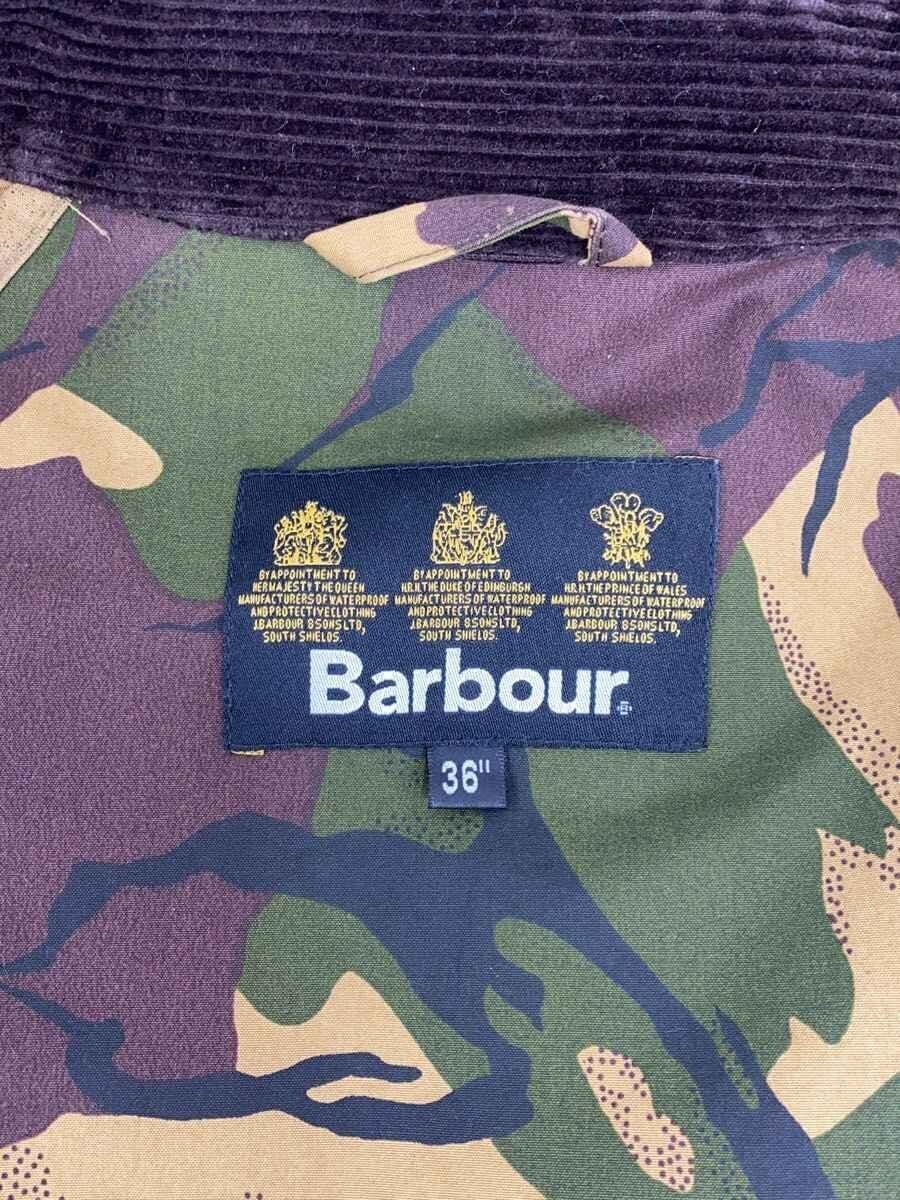 BY APPOINTMENT TO
HER MAJESTY THE QUEEN
MANUFACTURERS OF WATERPROOF
AND PROTECTIVE CLOTHING
J.BARBOUR & SONS LTD,
SOUTH SHIELDS.
BY APPOINTMENT TO
H.R.H. THE DUKE OF EDINBURGH
MANUFACTURERS OF WATERPROOF
AND PROTECTIVE CLOTHING
J.BARBOUR & SONS LTD,
SOUTH SHIELDS.
BY APPOINTMENT TO
H.R.H. THE PRINCE OF WALES
MANUFACTURERS OF WATERPROOF
AND PROTECTIVE CLOTHING
J.BARBOUR & SONS LTD,
SOUTH SHIELDS.
Barbour
36"